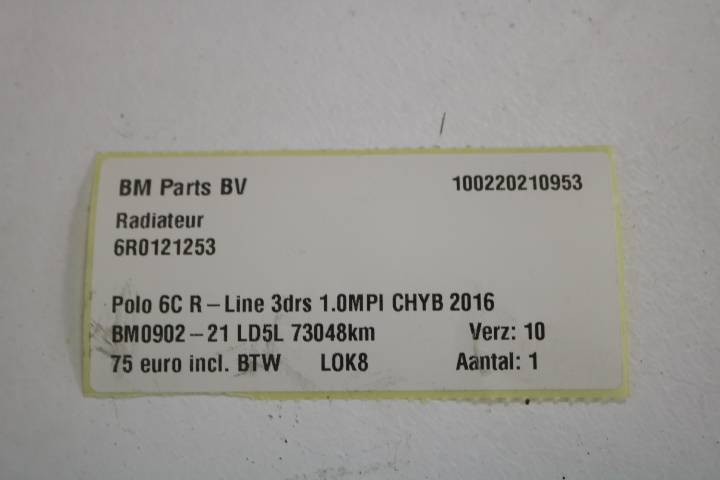 BM Parts BV 100220210953
Radiateur
6R0121253
Polo 6C R-Line 3drs 1.0MPI CHYB 2016
BM0902-21 LD5L 73048km Verz: 10
75 euro incl. BTW LOK8 Aantal: 1